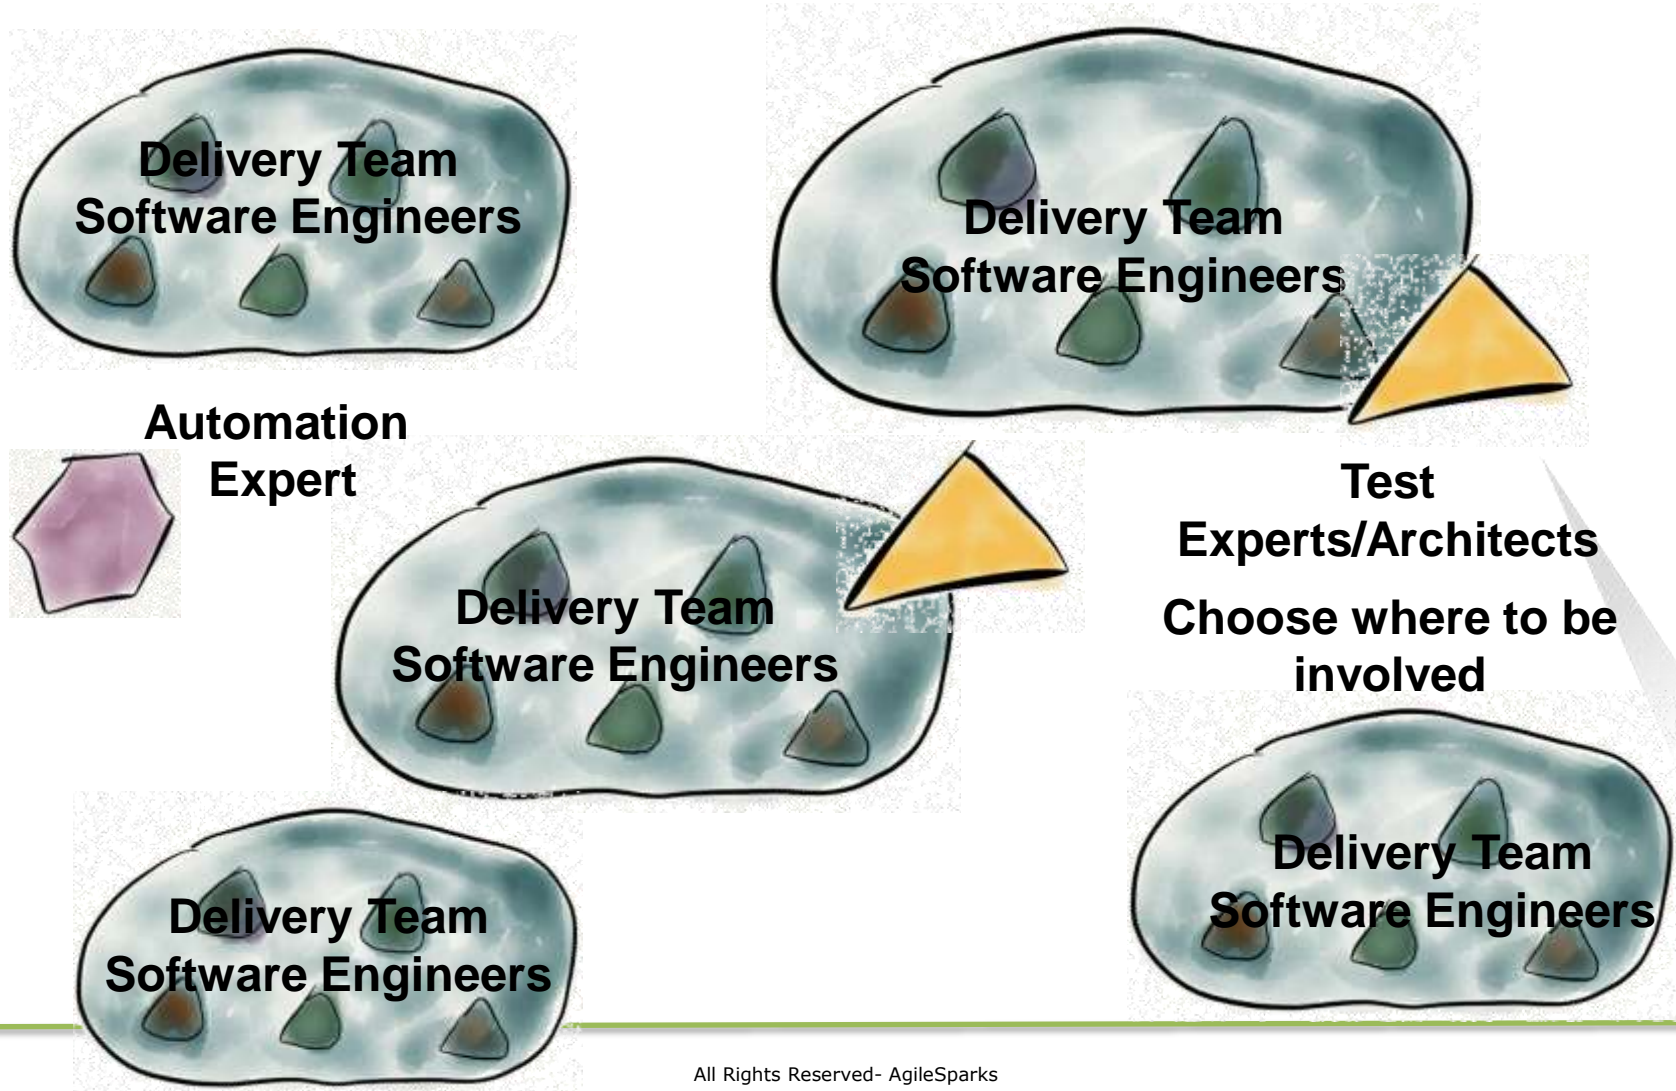 Delivery Team
Software Engineers
Delivery Team
Software Engineers
Automation
Expert
Test
Experts/Architects
Choose where to be
involved
Delivery Team
Software Engineers
Delivery Team
Software Engineers
Delivery Team
Software Engineers
All Rights Reserved- AgileSparks